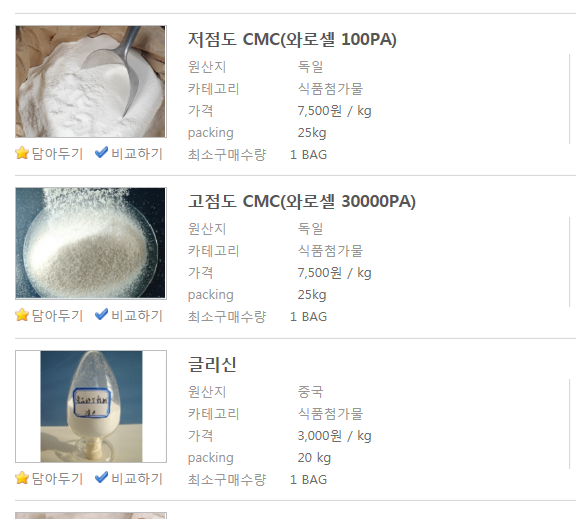 저점도 CMC(와로셀 100PA)
원산지 독일
카테고리 식품첨가물
가격 7,500원 / kg
packing 25kg
담아두기 비교하기 최소구매수량 1 BAG
고점도 CMC(와로셀 30000PA)
원산지 독일
카테고리 식품첨가물
가격 7,500원 / kg
packing 25kg
담아두기 비교하기 최소구매수량 1 BAG
글리신
원산지 중국
카테고리 식품첨가물
가격 3,000원 / kg
packing 20 kg
담아두기 비교하기 최소구매수량 1 BAG